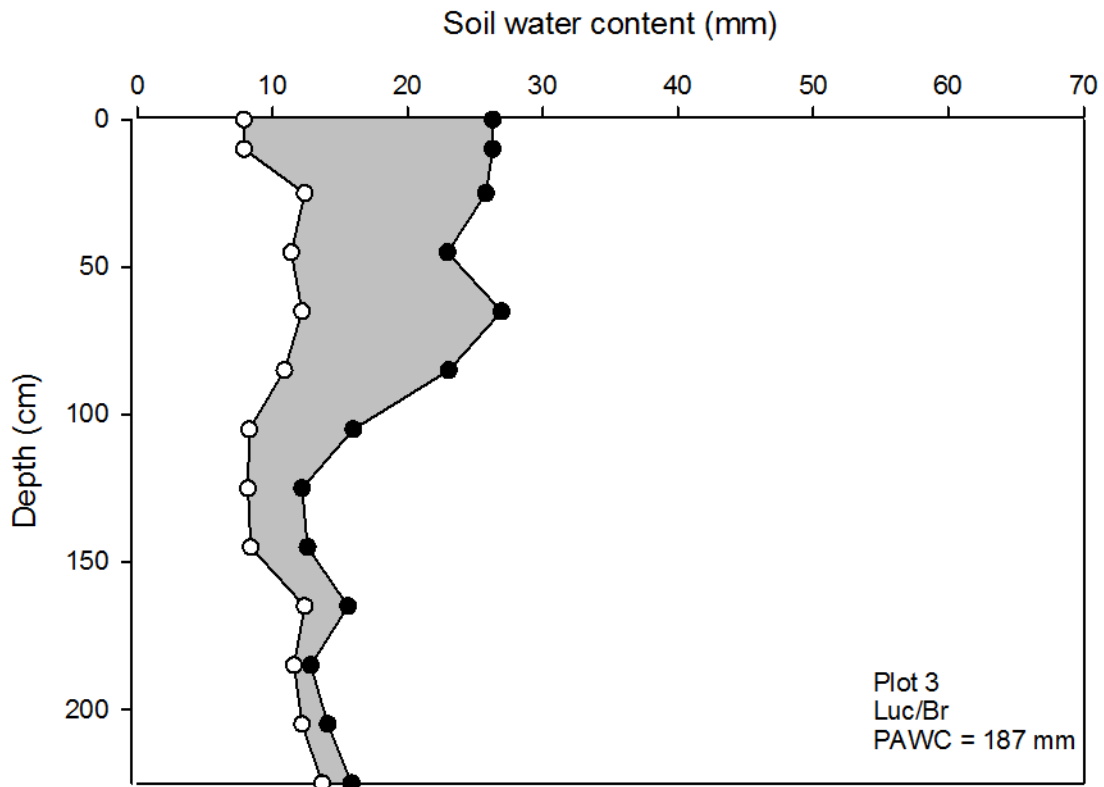 Soil water content (mm)
0 10 20 30 40 50 60 70
0
50
100
150
200
Depth (cm)
Plot 3
Luc/Br
PAWC = 187 mm